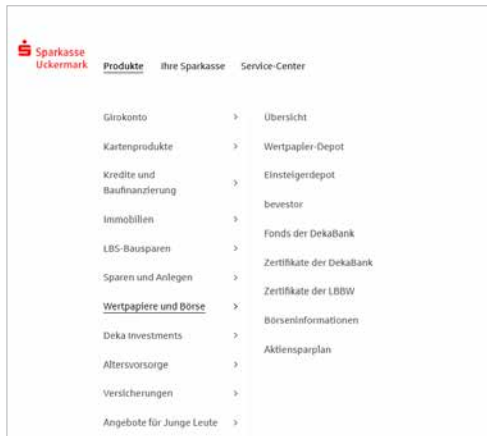 Sparkasse
Uckermark
Produkte Ihre Sparkasse Service-Center
Girokonto
Kartenprodukte
Kredite und
Baufinanzierung
Immobilien
LBS-Bausparen
Sparen und Anlegen
Wertpapiere und Börse
Deka Investments
Altersvorsorge
Versicherungen
Angebote für Junge Leute
Übersicht
Wertpapier-Depot
Einsteigerdepot
bevestor
Fonds der DekaBank
Zertifikate der DekaBank
Zertifikate der LBBW
Börseninformationen
Aktiensparplan